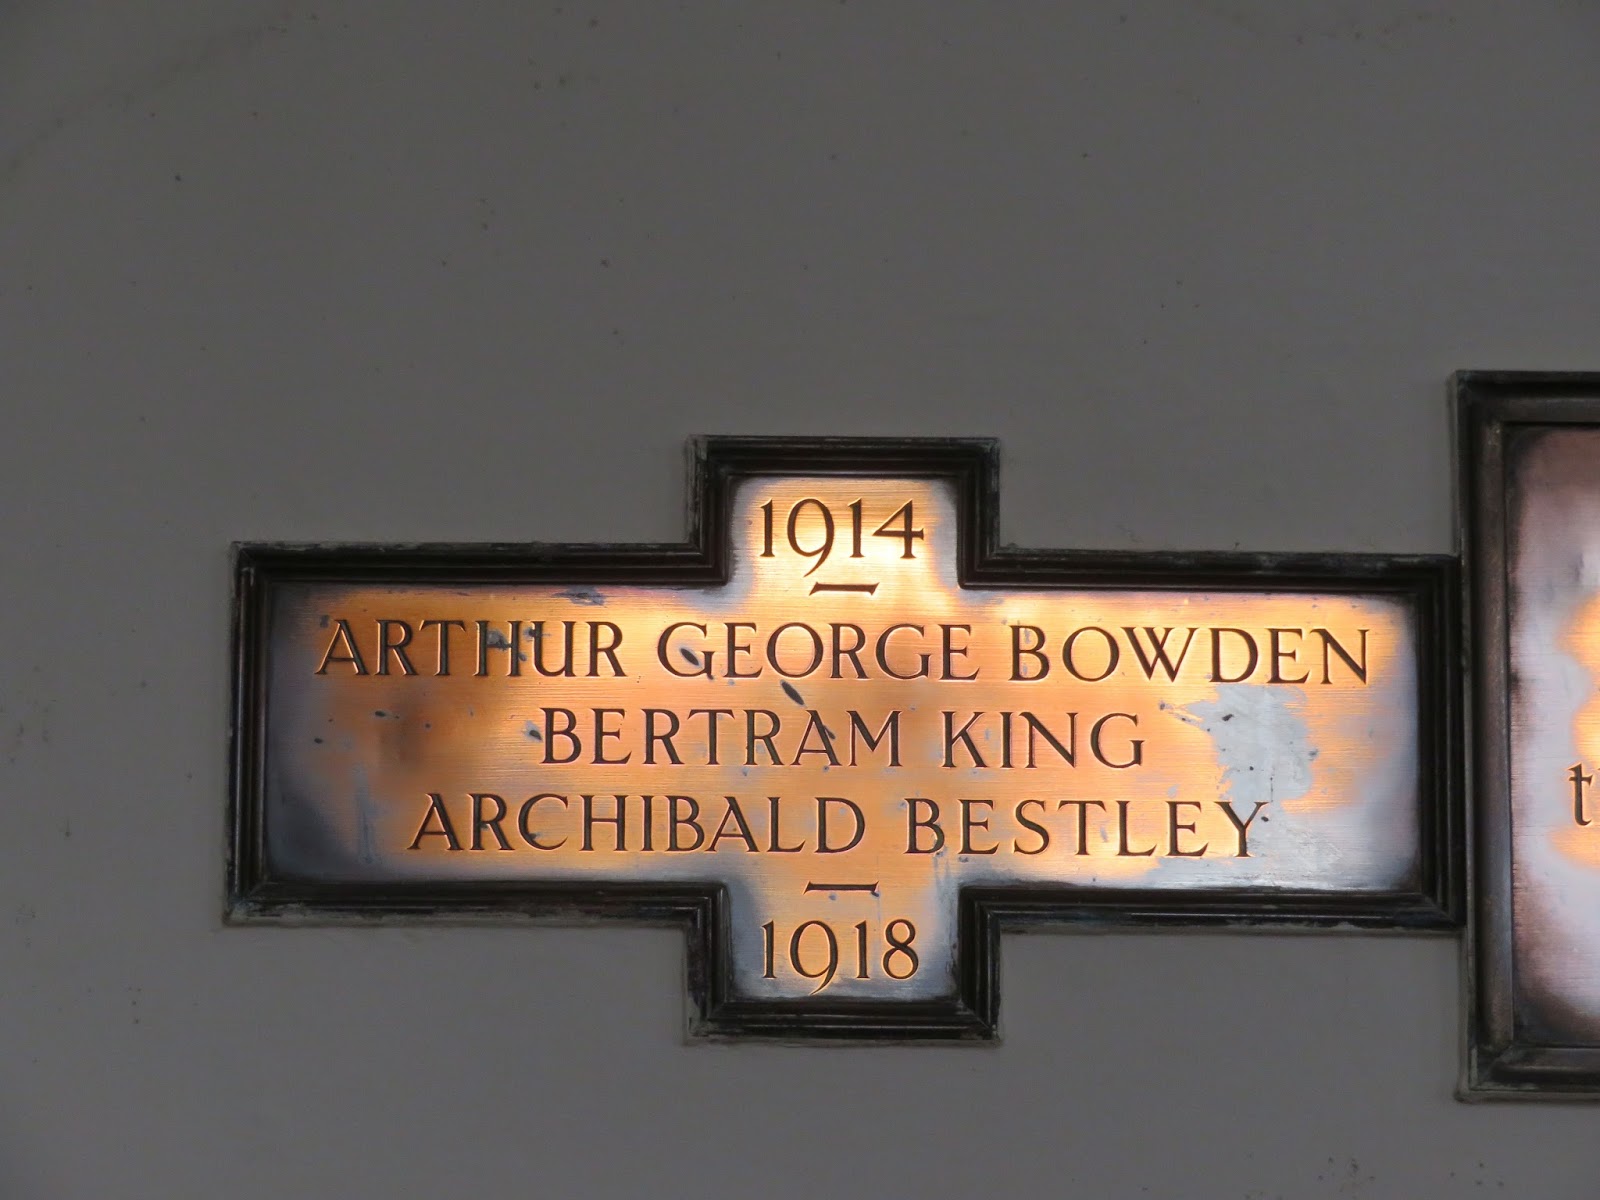 1914
ARTHUR GEORGE BOWDEN
BERTRAM KING
ARCHIBALD BESTLEY
1918